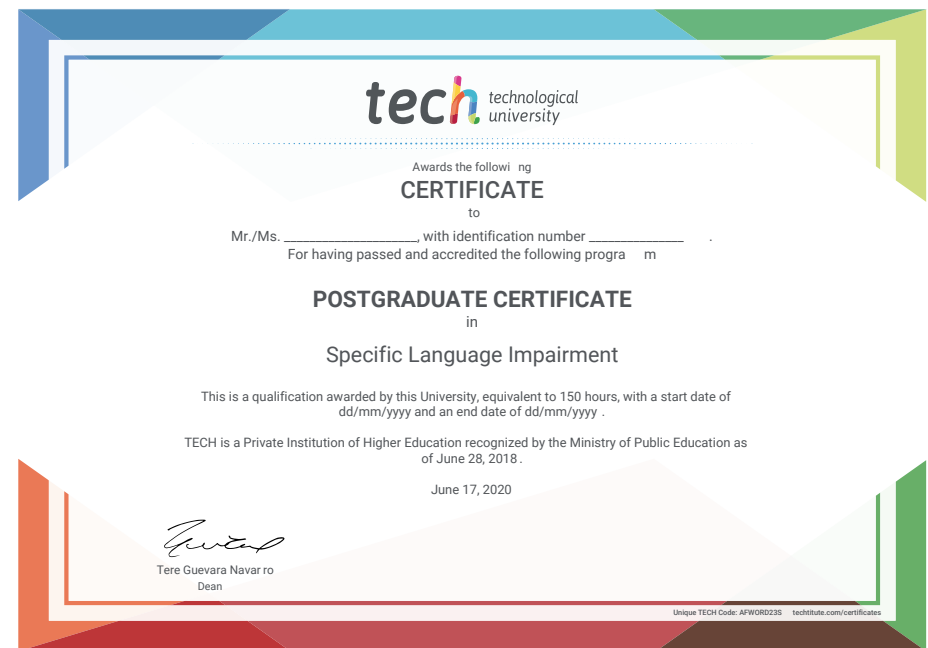 tech technological
university
Awards the followi ng
CERTIFICATE
to
Mr./Ms. ___________________, with identification number ______________ .
For having passed and accredited the following progra m
POSTGRADUATE CERTIFICATE
in
Specific Language Impairment
This is a qualification awarded by this University, equivalent to 150 hours, with a start date of
dd/mm/yyyy and an end date of dd/mm/yyyy .
TECH is a Private Institution of Higher Education recognized by the Ministry of Public Education as
of June 28, 2018 .
June 17, 2020
Tere Guevara Navar ro
Dean
Unique TECH Code: AFWORD23S techtitute.com/certificates